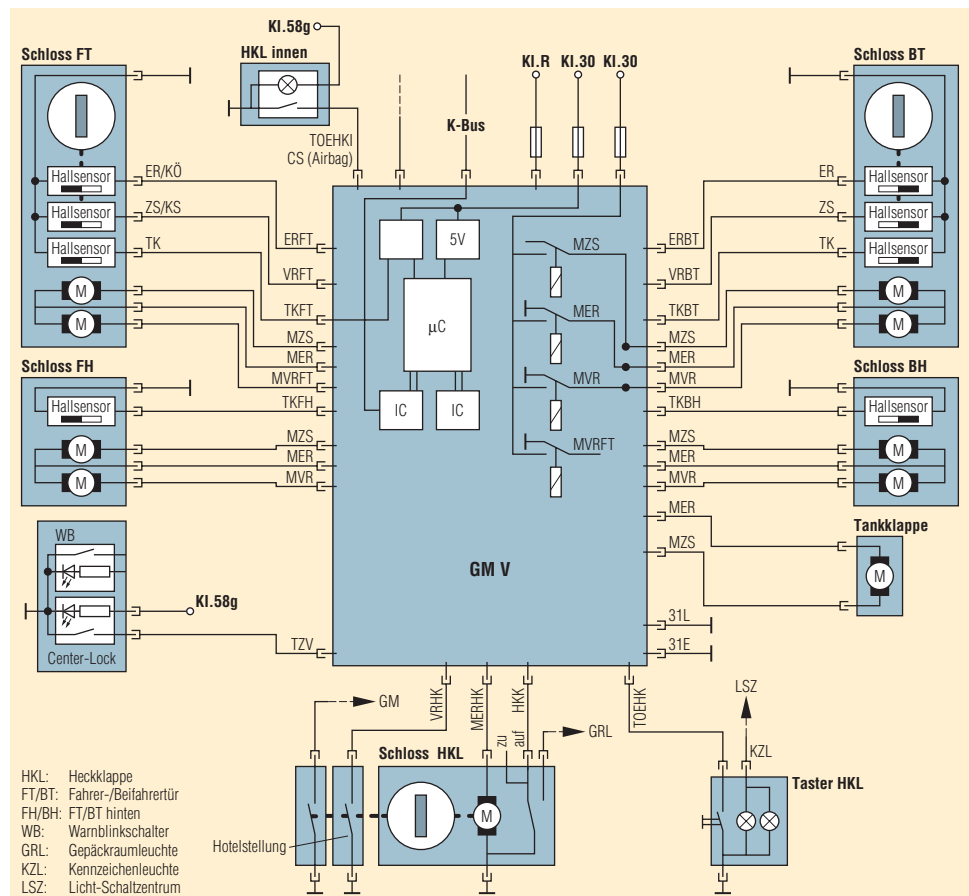 Kl.58g
Schloss FT
HKL innen
Kl.R Kl.30 Kl.30
Schloss BT
K-Bus
TOEHKI
CS (Airbag)
Hallsensor
ER/KÖ
Hallsensor
ZS/KS
Hallsensor
TK
M
M
ERFT
VRFT
TKFT
MZS
MER
MVRFT
TKFH
MZS
MER
MVR
Schloss FH
Hallsensor
M
M
5V
µC
IC
IC
MZS
MER
MVR
MVRFT
GM V
ER
Hallsensor
ZS
Hallsensor
TK
Hallsensor
M
M
ERBT
VRBT
TKBT
MZS
MER
MVR
TKBH
MZS
MER
MVR
MER
MZS
Schloss BH
Hallsensor
M
M
Tankklappe
M
31L
31E
WB
Kl.58g
Center-Lock
TZV
GM
VRHK
MERHK
HKK
TOEHK
zu
auf
GRL
LSZ
KZL
Schloss HKL
M
Taster HKL
Hotelstellung
HKL: Heckklappe
FT/BT: Fahrer-/Beifahrertür
FH/BH: FT/BT hinten
WB: Warnblinkschalter
GRL: Gepäckraumleuchte
KZL: Kennzeichenleuchte
LSZ: Licht-Schaltzentrum